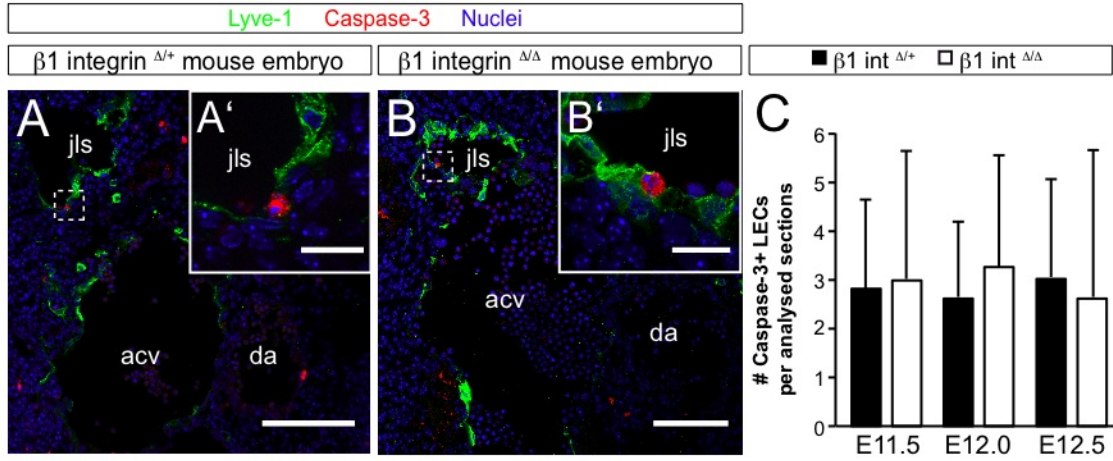 Lyve-1 Caspase-3 Nuclei
β1 integrin Δ/+ mouse embryo
β1 integrin Δ/Δ mouse embryo
β1 int Δ/+ β1 int Δ/Δ
A
jls
acv
da
A'
jls
B
jls
acv
da
B'
jls
C
# Caspase-3+ LECs
per analysed sections
6
5
4
3
2
1
0
E11.5 E12.0 E12.5